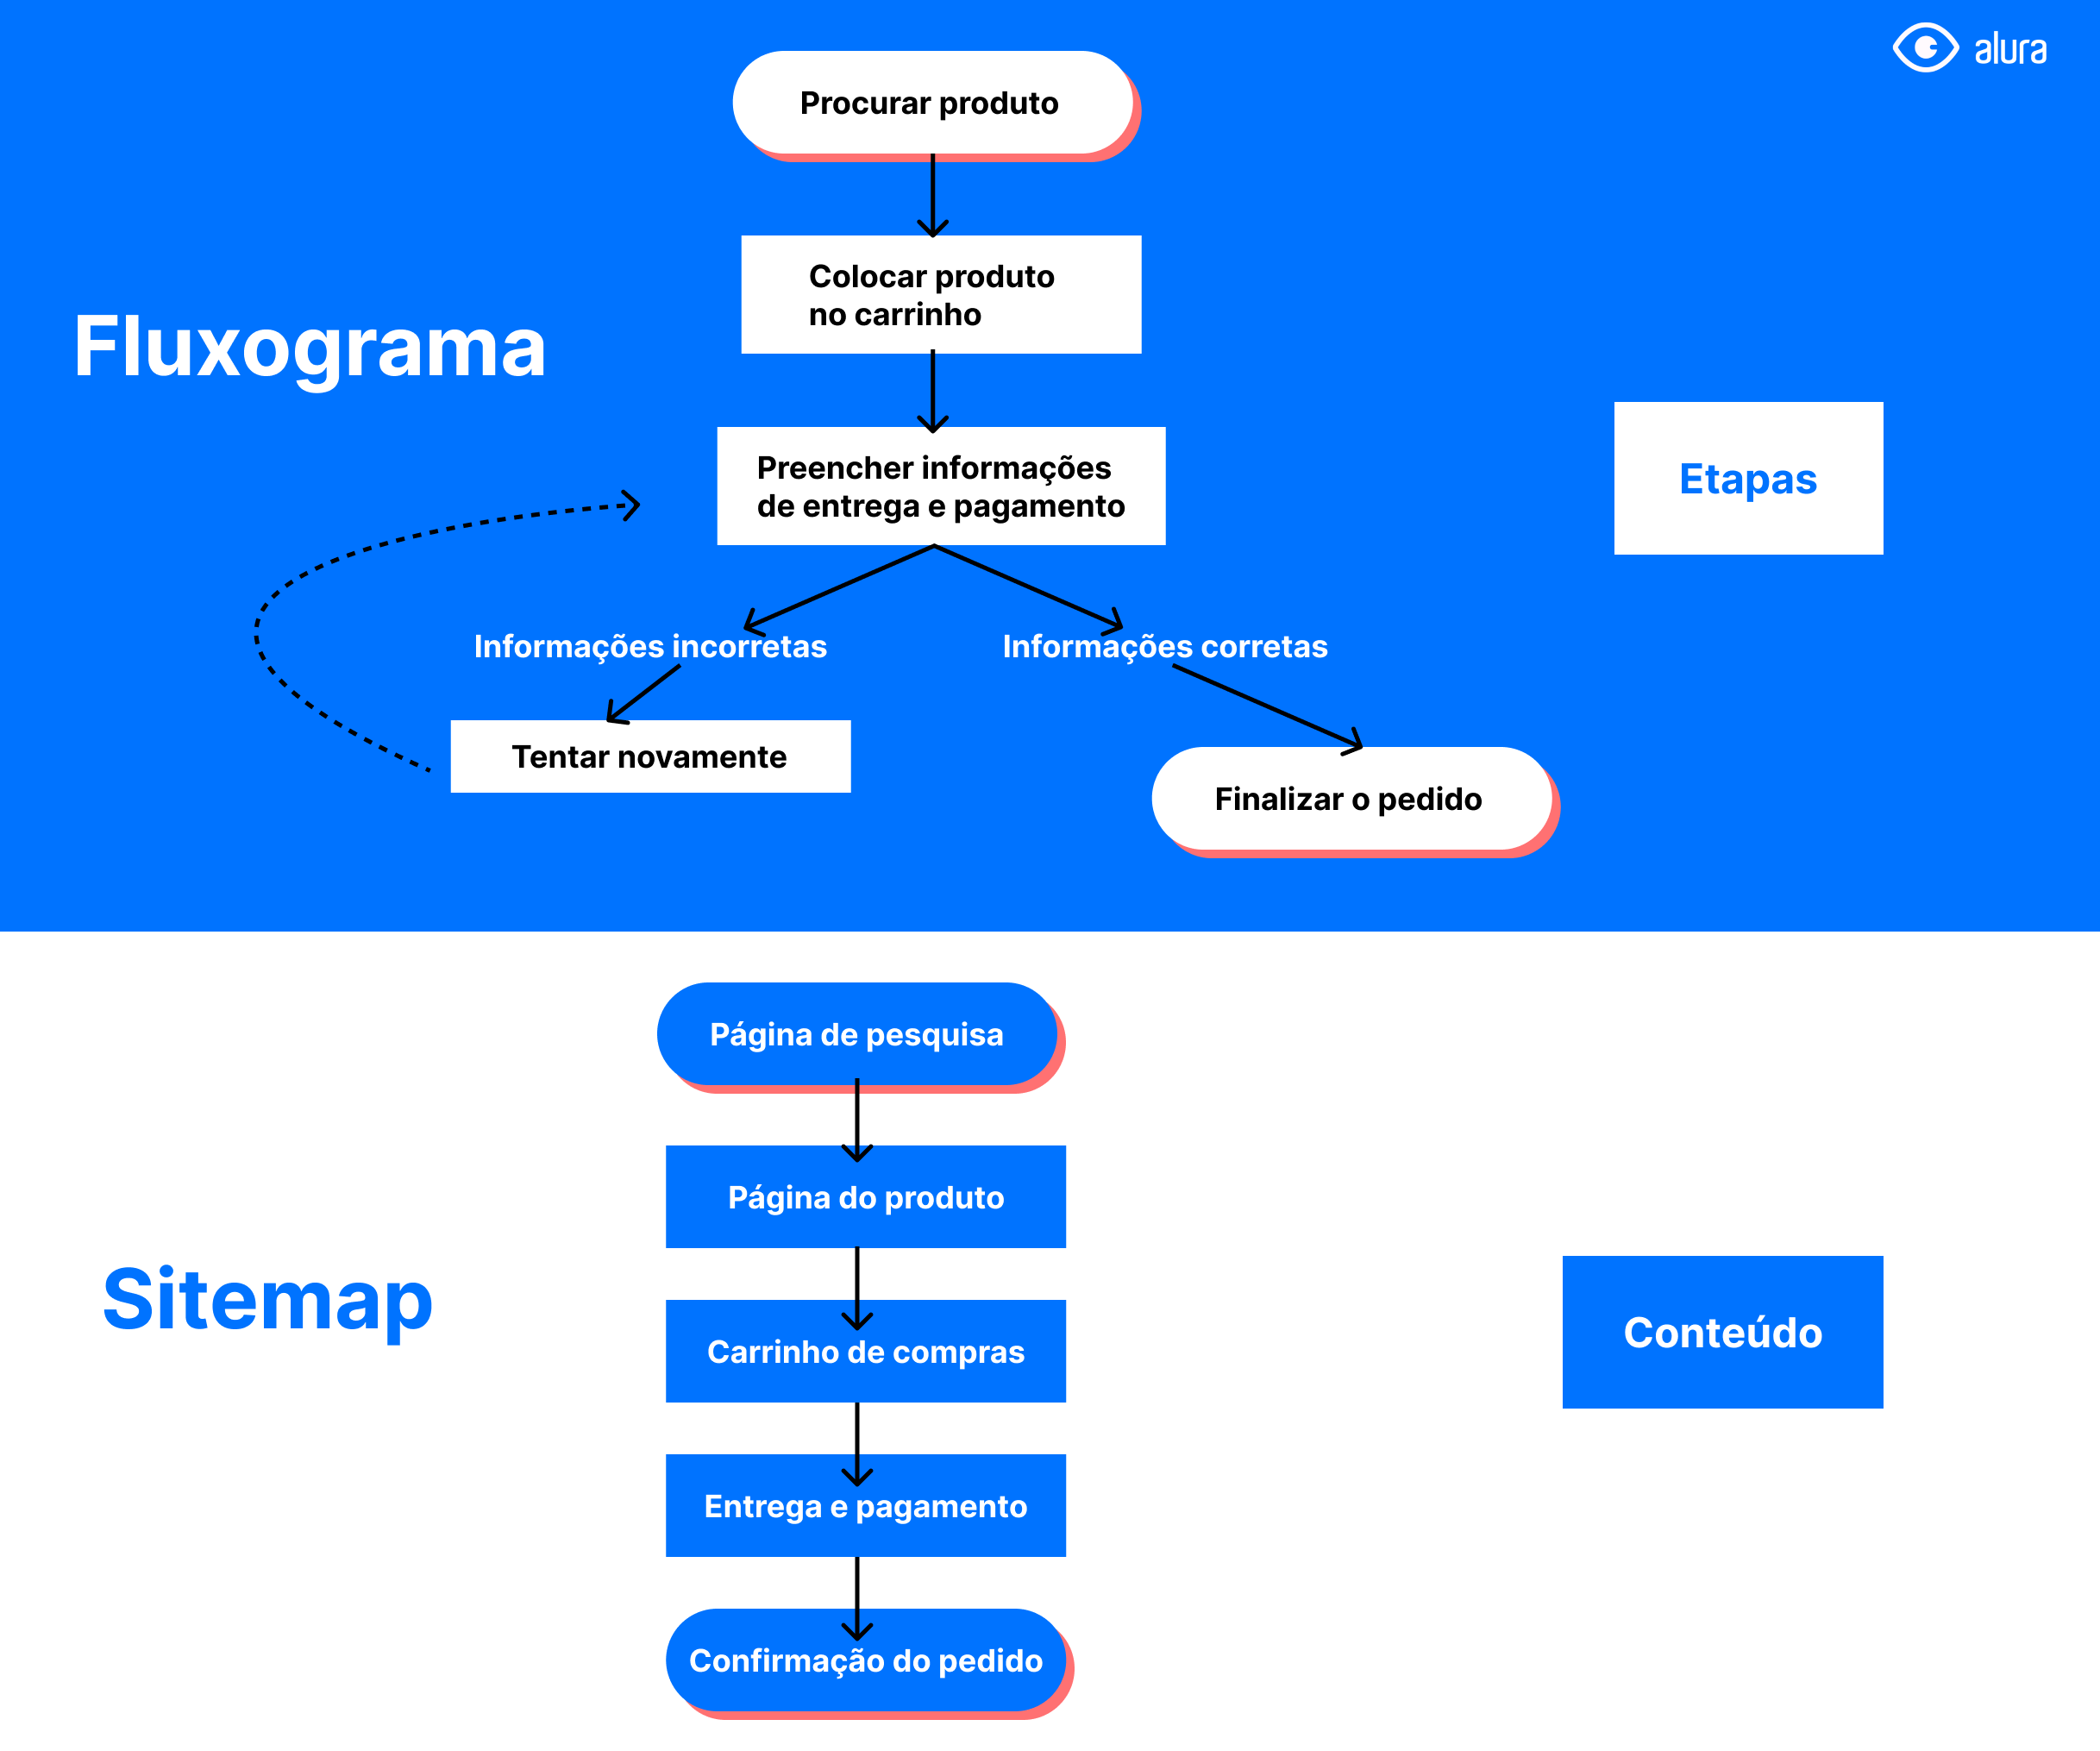 alura
Procurar produto
Colocar produto
no carrinho
Fluxograma
Preencher informações
de entrega e pagamento
Etapas
Informações incorretas
Informações corretas
Tentar novamente
Finalizar o pedido
Página de pesquisa
Página do produto
Sitemap
Carrinho de compras
Conteúdo
Entrega e pagamento
Confirmação do pedido